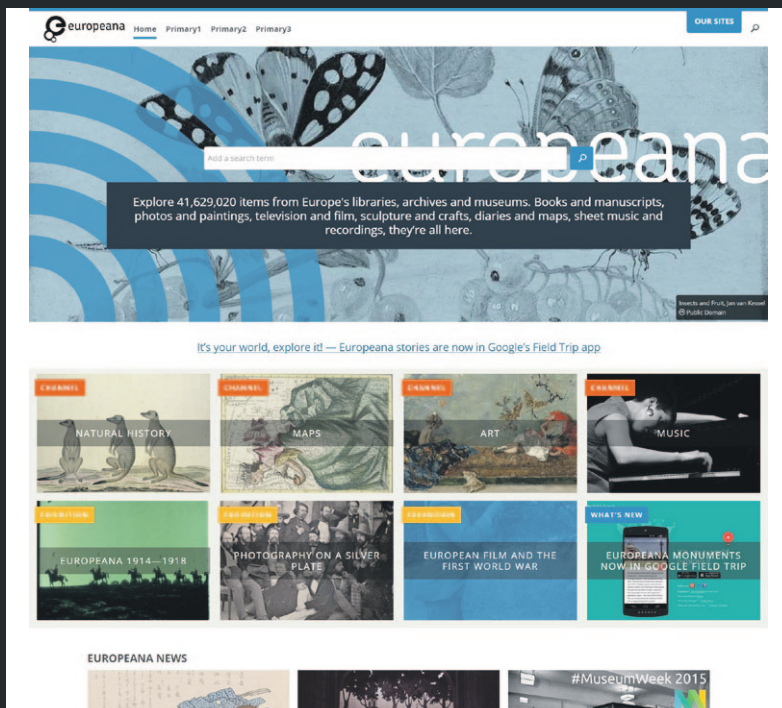 europeana Home Primary1 Primary2 Primary3
OUR SITES
europeana
Add a search term
Explore 41,629,020 items from Europe's libraries, archives and museums. Books and manuscripts,
photos and paintings, television and film, sculpture and crafts, diaries and maps, sheet music and
recordings, they're all here.
Insects and Fruit, Jan van Kessel
Public Domain
It's your world, explore it! — Europeana stories are now in Google's Field Trip app
CHANNEL
NATURAL HISTORY
CHANNEL
MAPS
CHANNEL
ART
CHANNEL
MUSIC
EXHIBITION
EUROPEANA 1914—1918
EXHIBITION
PHOTOGRAPHY ON A SILVER
PLATE
EXHIBITION
EUROPEAN FILM AND THE
FIRST WORLD WAR
WHAT'S NEW
EUROPEANA MONUMENTS
NOW IN GOOGLE FIELD TRIP
EUROPEANA NEWS
#MuseumWeek 2015